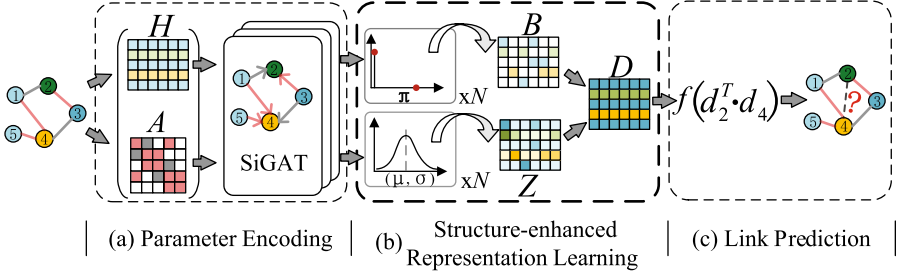 1
2
3
4
5
H
A
1
2
3
4
5
SiGAT
π
xN
(μ, σ)
xN
B
Z
D
f(d₂ᵀ·d₄)
1
2
3
4
5
?
(a) Parameter Encoding
(b) Structure-enhanced
Representation Learning
(c) Link Prediction